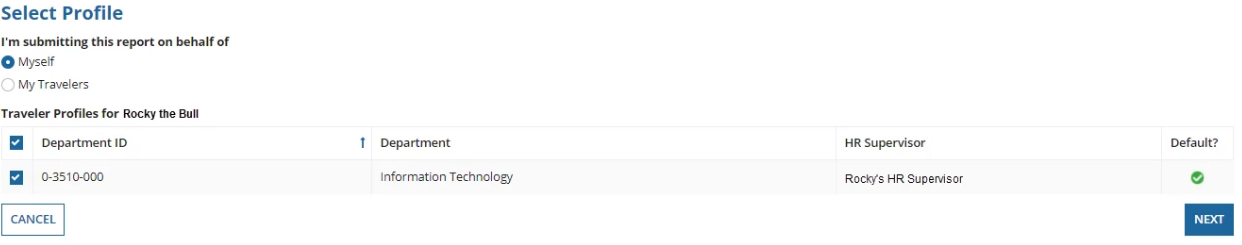 Select Profile
I'm submitting this report on behalf of
Myself
My Travelers
Traveler Profiles for Rocky the Bull
Department ID ↑ Department HR Supervisor Default?
0-3510-000 Information Technology Rocky's HR Supervisor
CANCEL NEXT